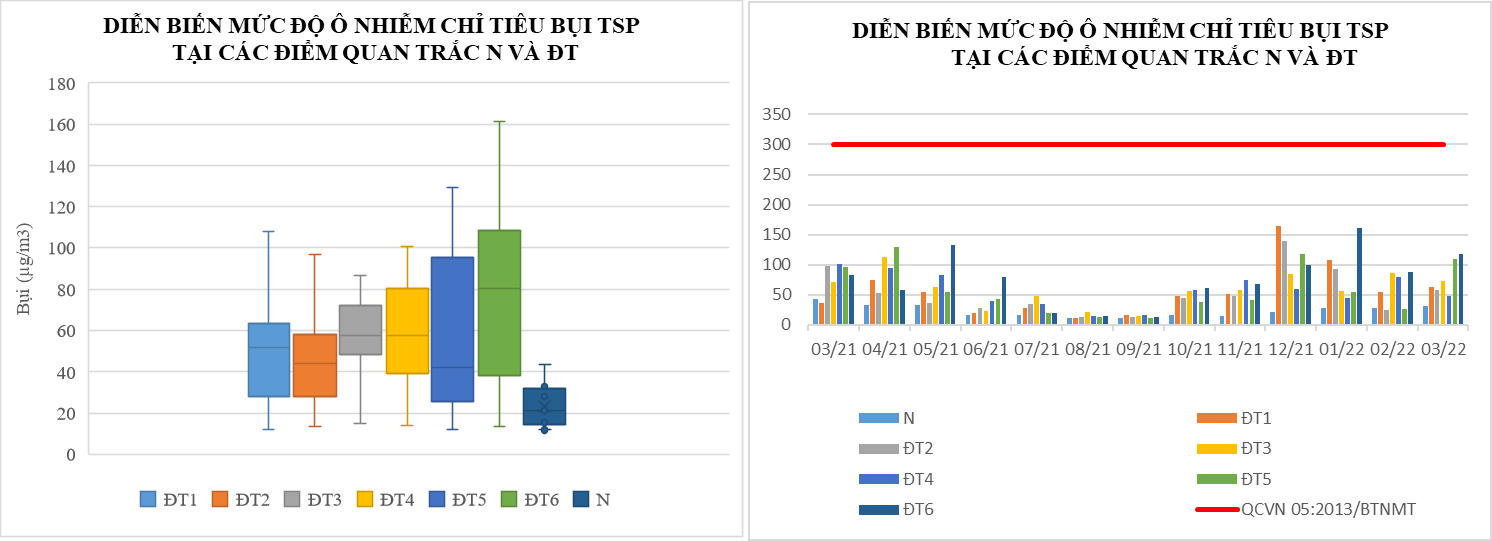 DIỄN BIẾN MỨC ĐỘ Ô NHIỄM CHỈ TIÊU BỤI TSP
TẠI CÁC ĐIỂM QUAN TRẮC N VÀ ĐT
180
160
140
120
100
80
60
40
20
0
Bụi (µg/m3)
ĐT1 ĐT2 ĐT3 ĐT4 ĐT5 ĐT6 N
DIỄN BIẾN MỨC ĐỘ Ô NHIỄM CHỈ TIÊU BỤI TSP
TẠI CÁC ĐIỂM QUAN TRẮC N VÀ ĐT
350
300
250
200
150
100
50
0
03/21 04/21 05/21 06/21 07/21 08/21 09/21 10/21 11/21 12/21 01/22 02/22 03/22
N ĐT1
ĐT2 ĐT3
ĐT4 ĐT5
ĐT6 QCVN 05:2013/BTNMT